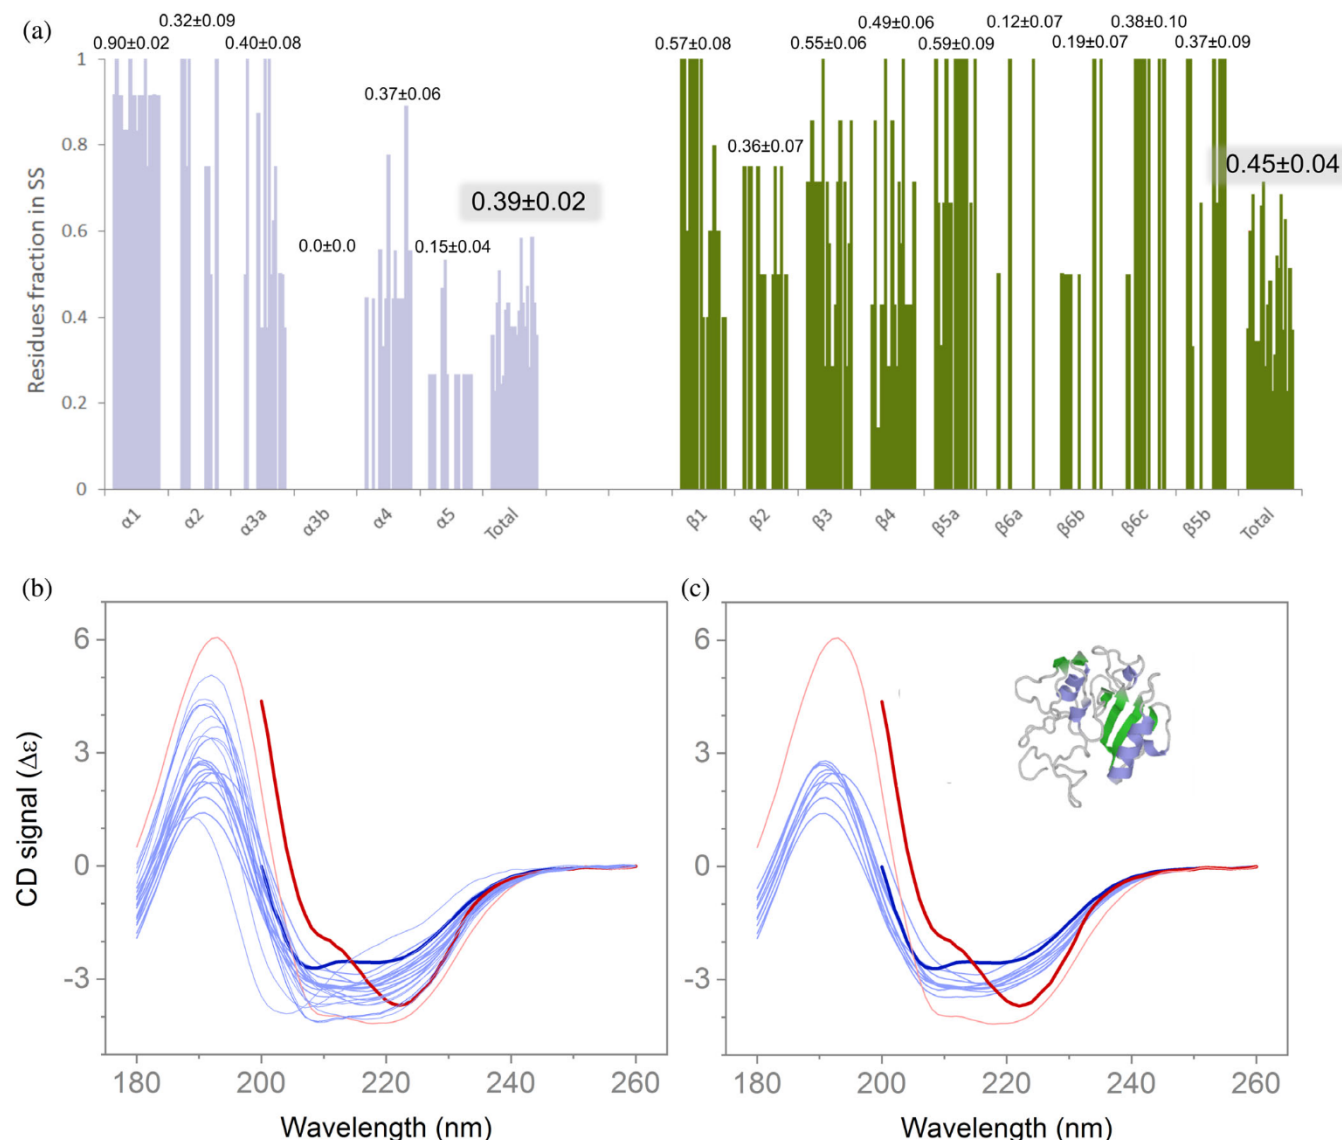 (a)
0.90±0.02
0.32±0.09
0.40±0.08
0.0±0.0
0.37±0.06
0.15±0.04
0.39±0.02
0.57±0.08
0.36±0.07
0.55±0.06
0.49±0.06
0.59±0.09
0.12±0.07
0.19±0.07
0.38±0.10
0.37±0.09
0.45±0.04
Residues fraction in SS
1
0.8
0.6
0.4
0.2
0
α1
α2
α3a
α3b
α4
α5
Total
β1
β2
β3
β4
β5a
β6a
β6b
β6c
β5b
Total
(b)
CD signal (Δε)
6
3
0
-3
180
200
220
240
260
Wavelength (nm)
(c)
6
3
0
-3
180
200
220
240
260
Wavelength (nm)